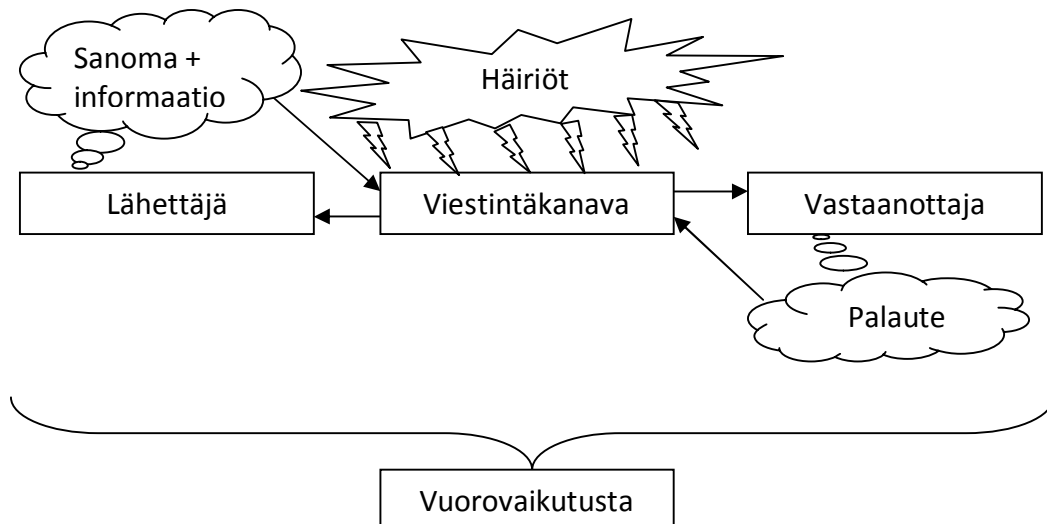 Sanoma +
informaatio
Häiriöt
Lähettäjä
Viestintäkanava
Vastaanottaja
Palaute
Vuorovaikutusta